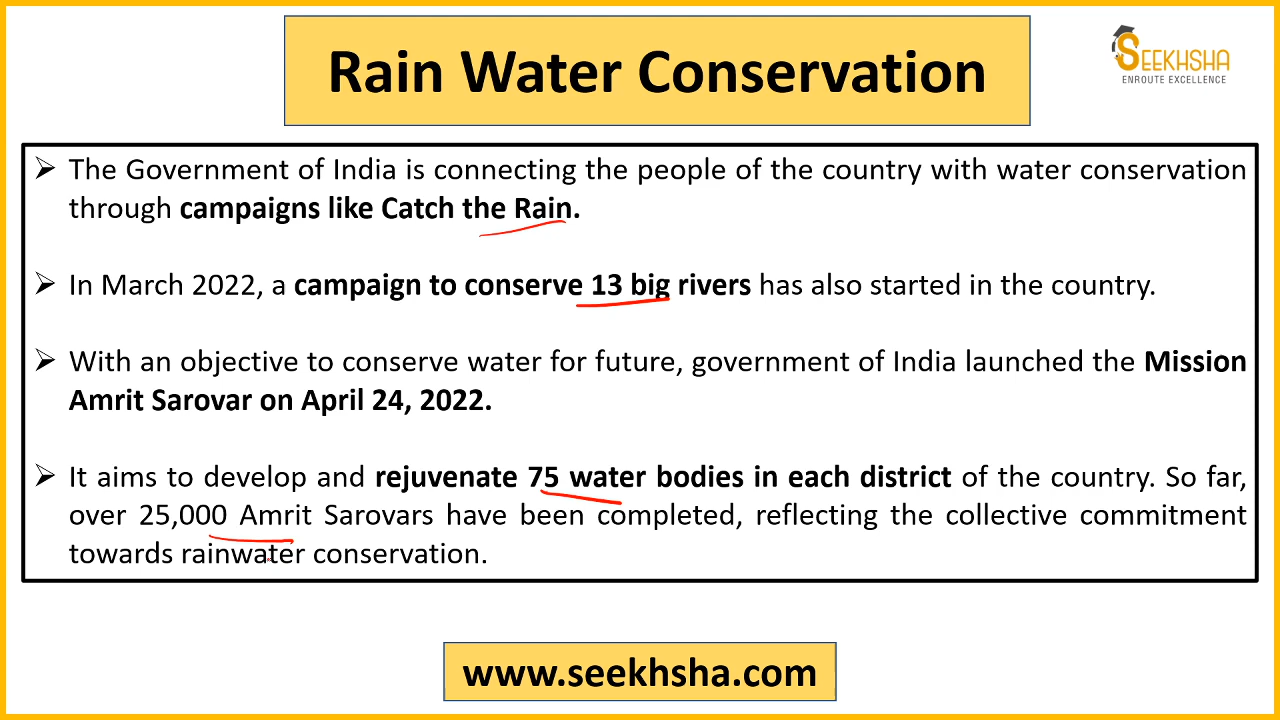 Rain Water Conservation
SEEKHSHA
ENROUTE EXCELLENCE
➢ The Government of India is connecting the people of the country with water conservation
through campaigns like Catch the Rain.
➢ In March 2022, a campaign to conserve 13 big rivers has also started in the country.
➢ With an objective to conserve water for future, government of India launched the Mission
Amrit Sarovar on April 24, 2022.
➢ It aims to develop and rejuvenate 75 water bodies in each district of the country. So far,
over 25,000 Amrit Sarovars have been completed, reflecting the collective commitment
towards rainwater conservation.
www.seekhsha.com